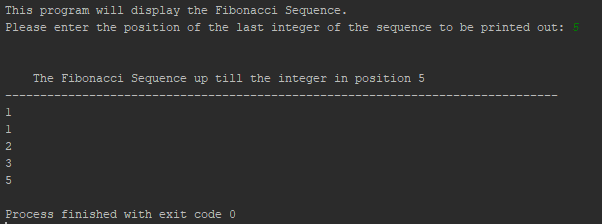 This program will display the Fibonacci Sequence.
Please enter the position of the last integer of the sequence to be printed out: 5
The Fibonacci Sequence up till the integer in position 5
-------------------------------------------------------------------------------
1
1
2
3
5
Process finished with exit code 0